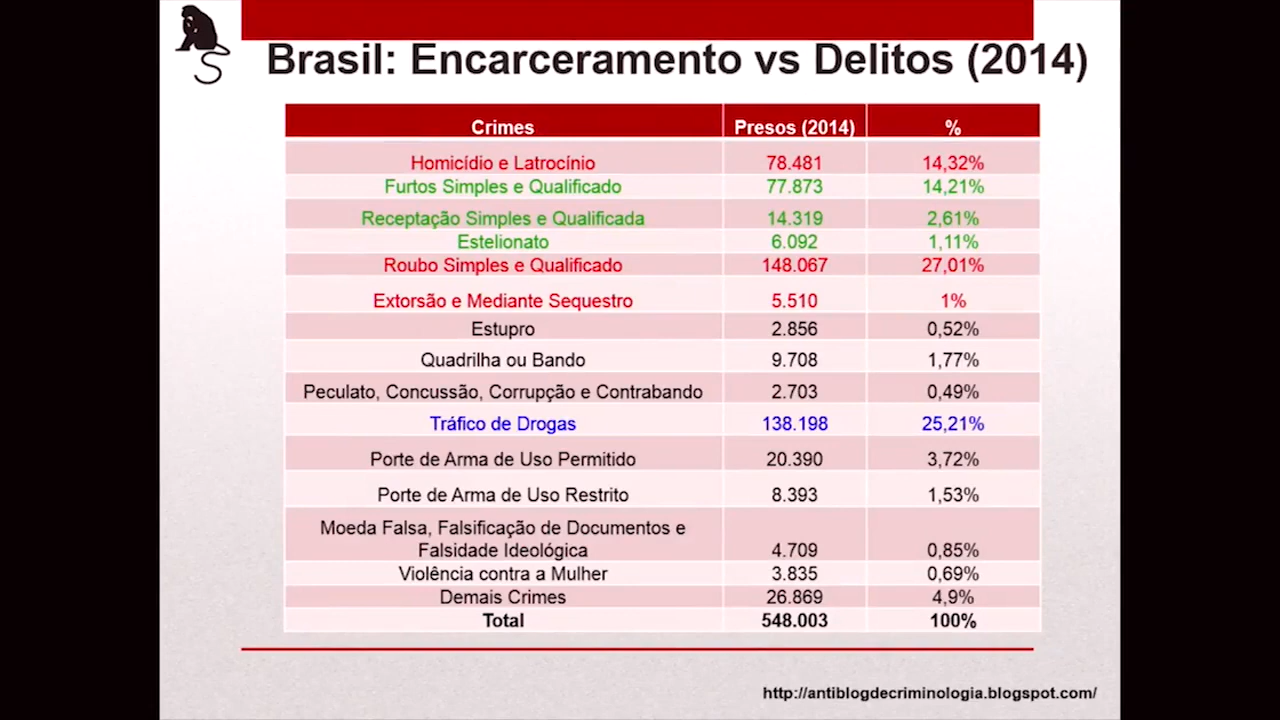 Brasil: Encarceramento vs Delitos (2014)
Crimes Presos (2014) %
Homicídio e Latrocínio 78.481 14,32%
Furtos Simples e Qualificado 77.873 14,21%
Receptação Simples e Qualificada 14.319 2,61%
Estelionato 6.092 1,11%
Roubo Simples e Qualificado 148.067 27,01%
Extorsão e Mediante Sequestro 5.510 1%
Estupro 2.856 0,52%
Quadrilha ou Bando 9.708 1,77%
Peculato, Concussão, Corrupção e Contrabando 2.703 0,49%
Tráfico de Drogas 138.198 25,21%
Porte de Arma de Uso Permitido 20.390 3,72%
Porte de Arma de Uso Restrito 8.393 1,53%
Moeda Falsa, Falsificação de Documentos e
Falsidade Ideológica 4.709 0,85%
Violência contra a Mulher 3.835 0,69%
Demais Crimes 26.869 4,9%
Total 548.003 100%
http://antiblogdecriminologia.blogspot.com/